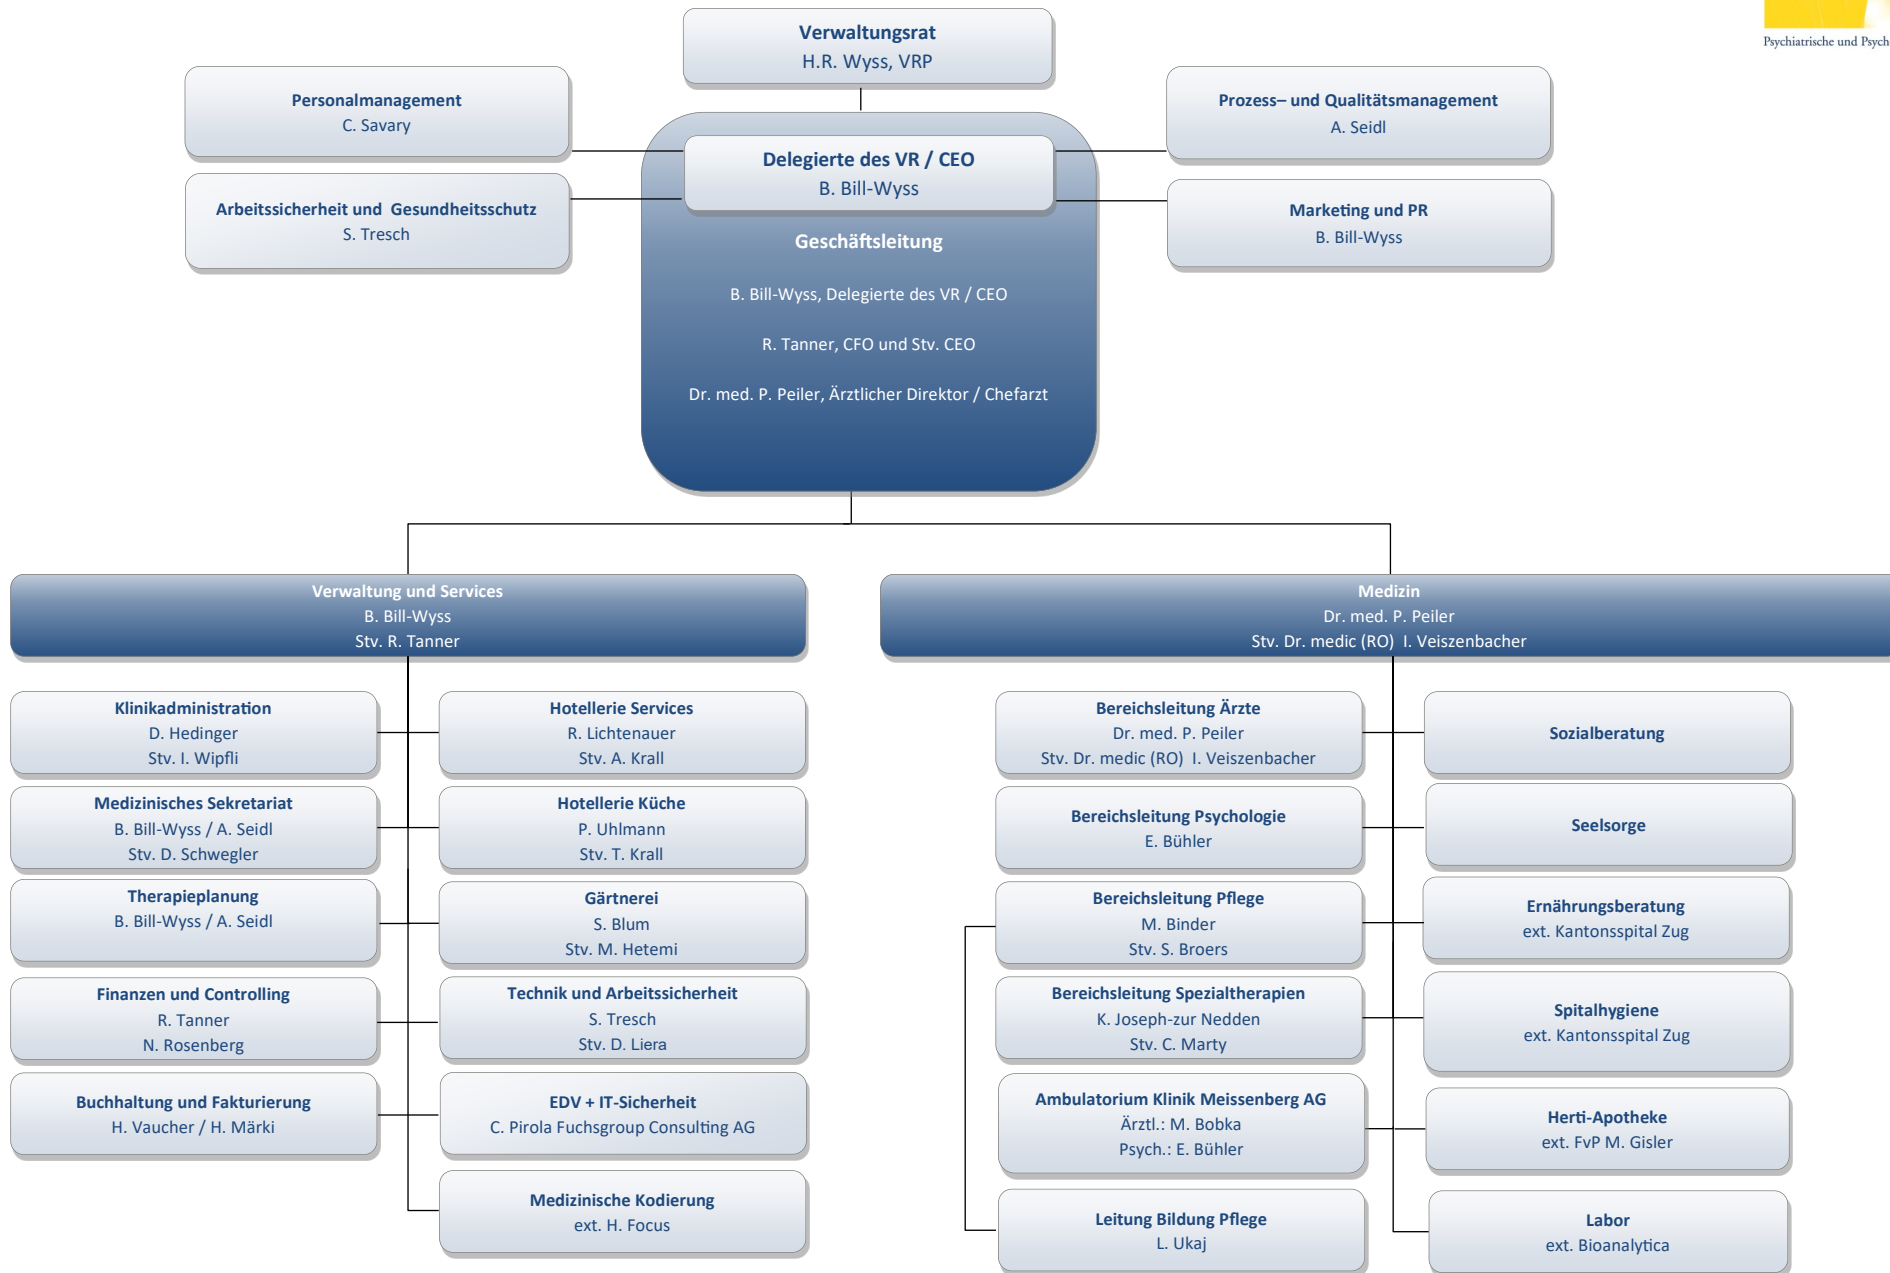 Psychiatrische und Psych
Verwaltungsrat
H.R. Wyss, VRP
Personalmanagement
C. Savary
Prozess– und Qualitätsmanagement
A. Seidl
Delegierte des VR / CEO
B. Bill-Wyss
Arbeitssicherheit und Gesundheitsschutz
S. Tresch
Marketing und PR
B. Bill-Wyss
Geschäftsleitung
B. Bill-Wyss, Delegierte des VR / CEO
R. Tanner, CFO und Stv. CEO
Dr. med. P. Peiler, Ärztlicher Direktor / Chefarzt
Verwaltung und Services
B. Bill-Wyss
Stv. R. Tanner
Medizin
Dr. med. P. Peiler
Stv. Dr. medic (RO) I. Veiszenbacher
Klinikadministration
D. Hedinger
Stv. I. Wipfli
Hotellerie Services
R. Lichtenauer
Stv. A. Krall
Bereichsleitung Ärzte
Dr. med. P. Peiler
Stv. Dr. medic (RO) I. Veiszenbacher
Sozialberatung
Medizinisches Sekretariat
B. Bill-Wyss / A. Seidl
Stv. D. Schwegler
Hotellerie Küche
P. Uhlmann
Stv. T. Krall
Bereichsleitung Psychologie
E. Bühler
Seelsorge
Therapieplanung
B. Bill-Wyss / A. Seidl
Gärtnerei
S. Blum
Stv. M. Hetemi
Bereichsleitung Pflege
M. Binder
Stv. S. Broers
Ernährungsberatung
ext. Kantonsspital Zug
Finanzen und Controlling
R. Tanner
N. Rosenberg
Technik und Arbeitssicherheit
S. Tresch
Stv. D. Liera
Bereichsleitung Spezialtherapien
K. Joseph-zur Nedden
Stv. C. Marty
Spitalhygiene
ext. Kantonsspital Zug
Buchhaltung und Fakturierung
H. Vaucher / H. Märki
EDV + IT-Sicherheit
C. Pirola Fuchsgroup Consulting AG
Ambulatorium Klinik Meissenberg AG
Ärztl.: M. Bobka
Psych.: E. Bühler
Herti-Apotheke
ext. FvP M. Gisler
Medizinische Kodierung
ext. H. Focus
Leitung Bildung Pflege
L. Ukaj
Labor
ext. Bioanalytica